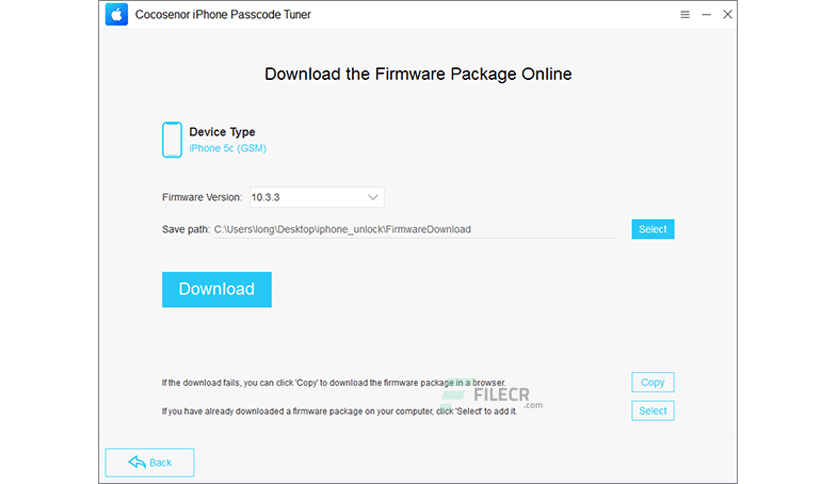 Cocosenor iPhone Passcode Tuner
Download the Firmware Package Online
Device Type
iPhone 5c (GSM)
Firmware Version: 10.3.3
Save path: C:\Users\long\Desktop\iphone_unlock\FirmwareDownload Select
Download
If the download fails, you can click 'Copy' to download the firmware package in a browser. Copy
FILECR
.com
If you have already downloaded a firmware package on your computer, click 'Select' to add it. Select
Back